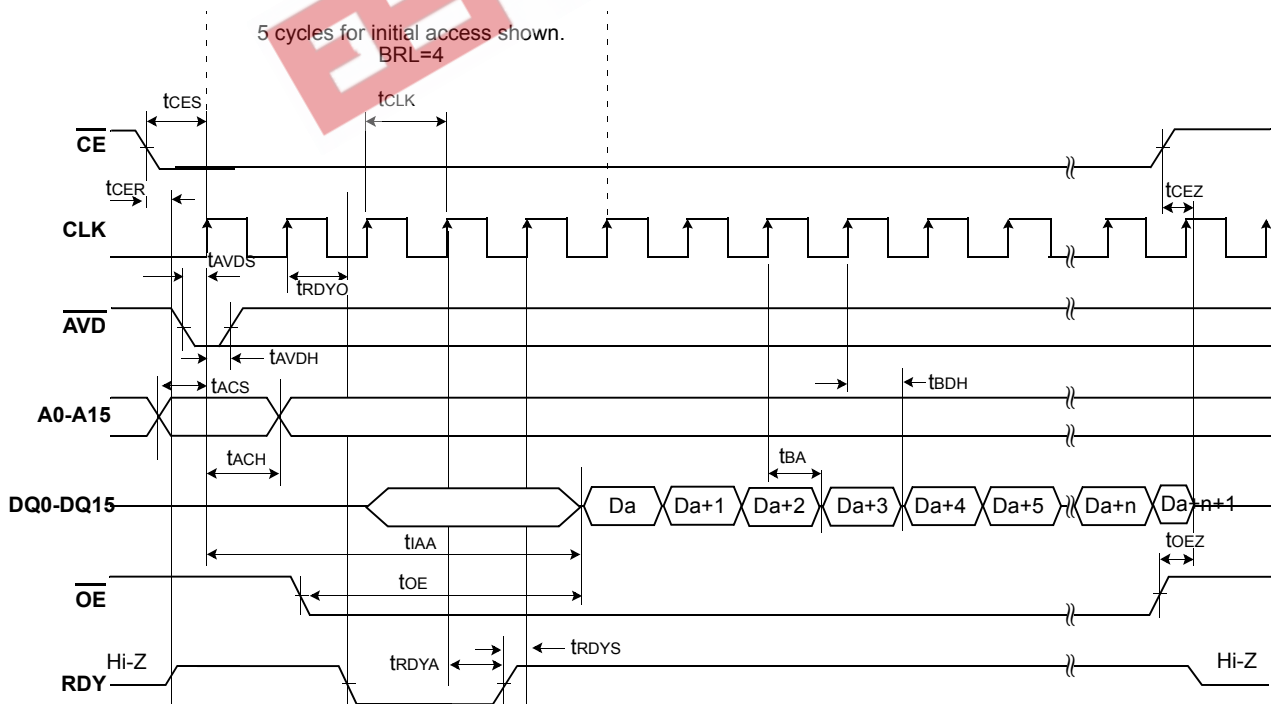 5 cycles for initial access shown.
BRL=4
tCES
tCLK
CE
tCER
tCEZ
CLK
tAVDS
tRDYO
AVD
tAVDH
tBDH
tACS
A0-A15
tACH
tBA
DQ0-DQ15
Da
Da+1
Da+2
Da+3
Da+4
Da+5
Da+n
Da+n+1
tIAA
tOEZ
tOE
OE
tRDYS
Hi-Z
tRDYA
Hi-Z
RDY